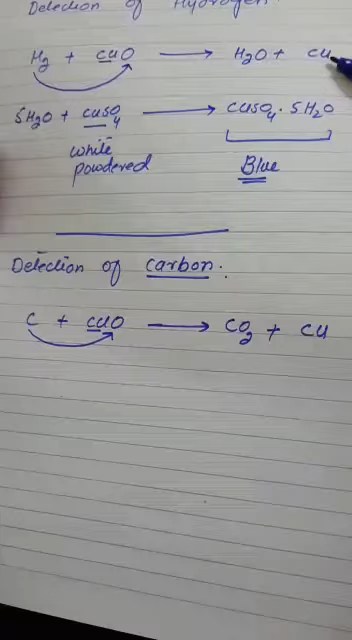 Detection of Hydrogen
H₂ + CuO → H₂O + Cu
5H₂O + CuSO₄ → CuSO₄. 5H₂O
white
powdered
Blue
Detection of Carbon.
C + CuO → CO₂ + Cu